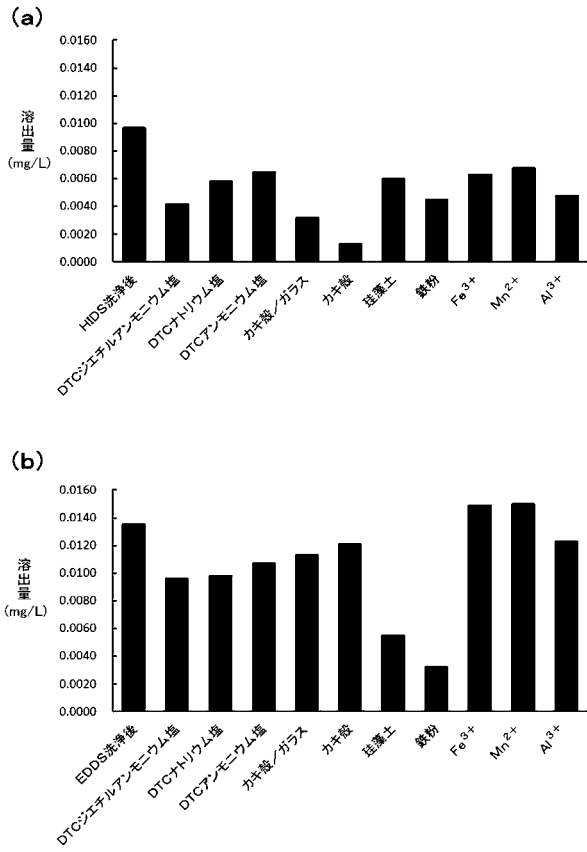 (a)
溶出量
(mg/L)
0.0160
0.0140
0.0120
0.0100
0.0080
0.0060
0.0040
0.0020
0.0000
HIDS洗浄後
DTCジエチルアンモニウム塩
DTCナトリウム塩
DTCアンモニウム塩
カキ殻/ガラス
カキ殻
珪藻土
鉄粉
Fe³⁺
Mn²⁺
Al³⁺
(b)
溶出量
(mg/L)
0.0160
0.0140
0.0120
0.0100
0.0080
0.0060
0.0040
0.0020
0.0000
EDDS洗浄後
DTCジエチルアンモニウム塩
DTCナトリウム塩
DTCアンモニウム塩
カキ殻/ガラス
カキ殻
珪藻土
鉄粉
Fe³⁺
Mn²⁺
Al³⁺